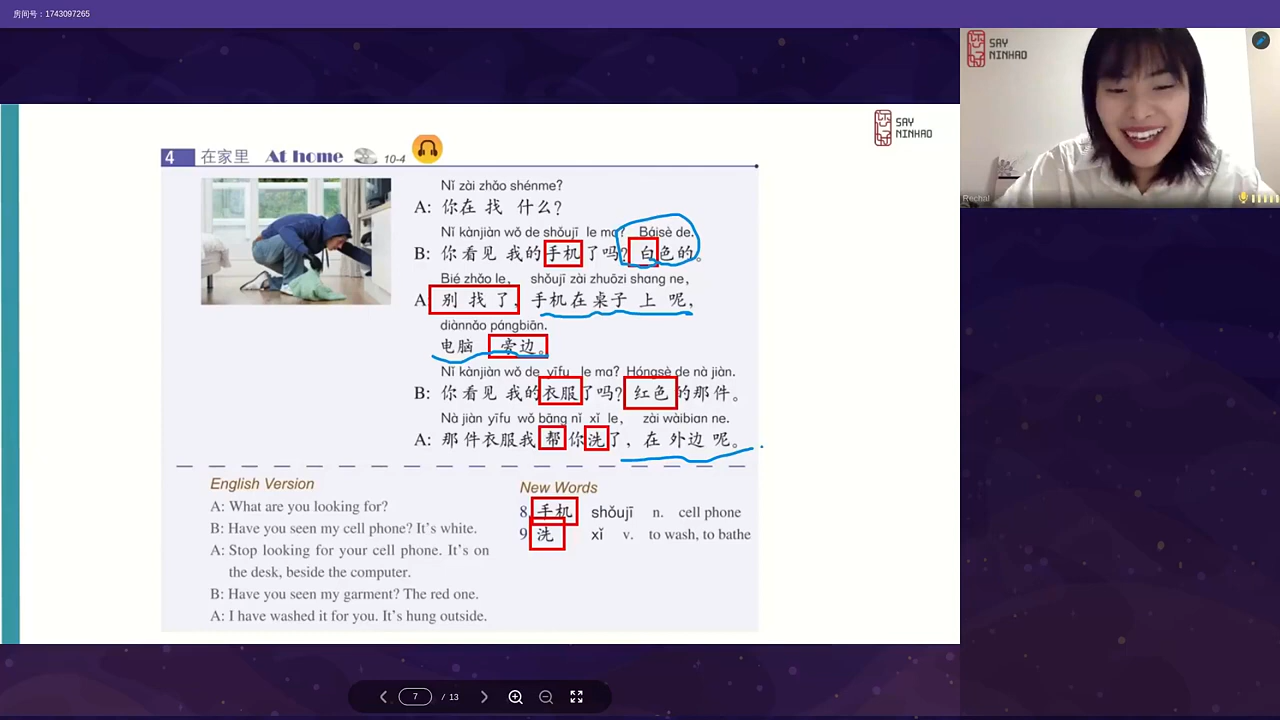 房间号：1743097265
SAY
NINHAO
SAY
NINHAO
Rechal
4 在家里 At home 10-4
Nǐ zài zhǎo shénme?
A: 你在 找 什么?
Nǐ kànjiàn wǒ de shǒujī le ma? Báisè de.
B: 你看见 我的手机了吗? 白色的。
Bié zhǎo le, shǒujī zài zhuōzi shang ne,
A 别 找 了, 手机在桌子 上 呢,
diànnǎo pángbiān.
电脑 旁边。
Nǐ kànjiàn wǒ de yīfu le ma? Hóngsè de nà jiàn.
B: 你看见 我的衣服了吗? 红色的那件。
Nà jiàn yīfu wǒ bāng nǐ xǐ le, zài wàibian ne.
A: 那件衣服我 帮 你洗了, 在 外边 呢。
English Version
A: What are you looking for?
B: Have you seen my cell phone? It's white.
A: Stop looking for your cell phone. It's on
the desk, beside the computer.
B: Have you seen my garment? The red one.
A: I have washed it for you. It's hung outside.
New Words
8. 手机 shǒujī n. cell phone
9 洗 xǐ v. to wash, to bathe
7 / 13